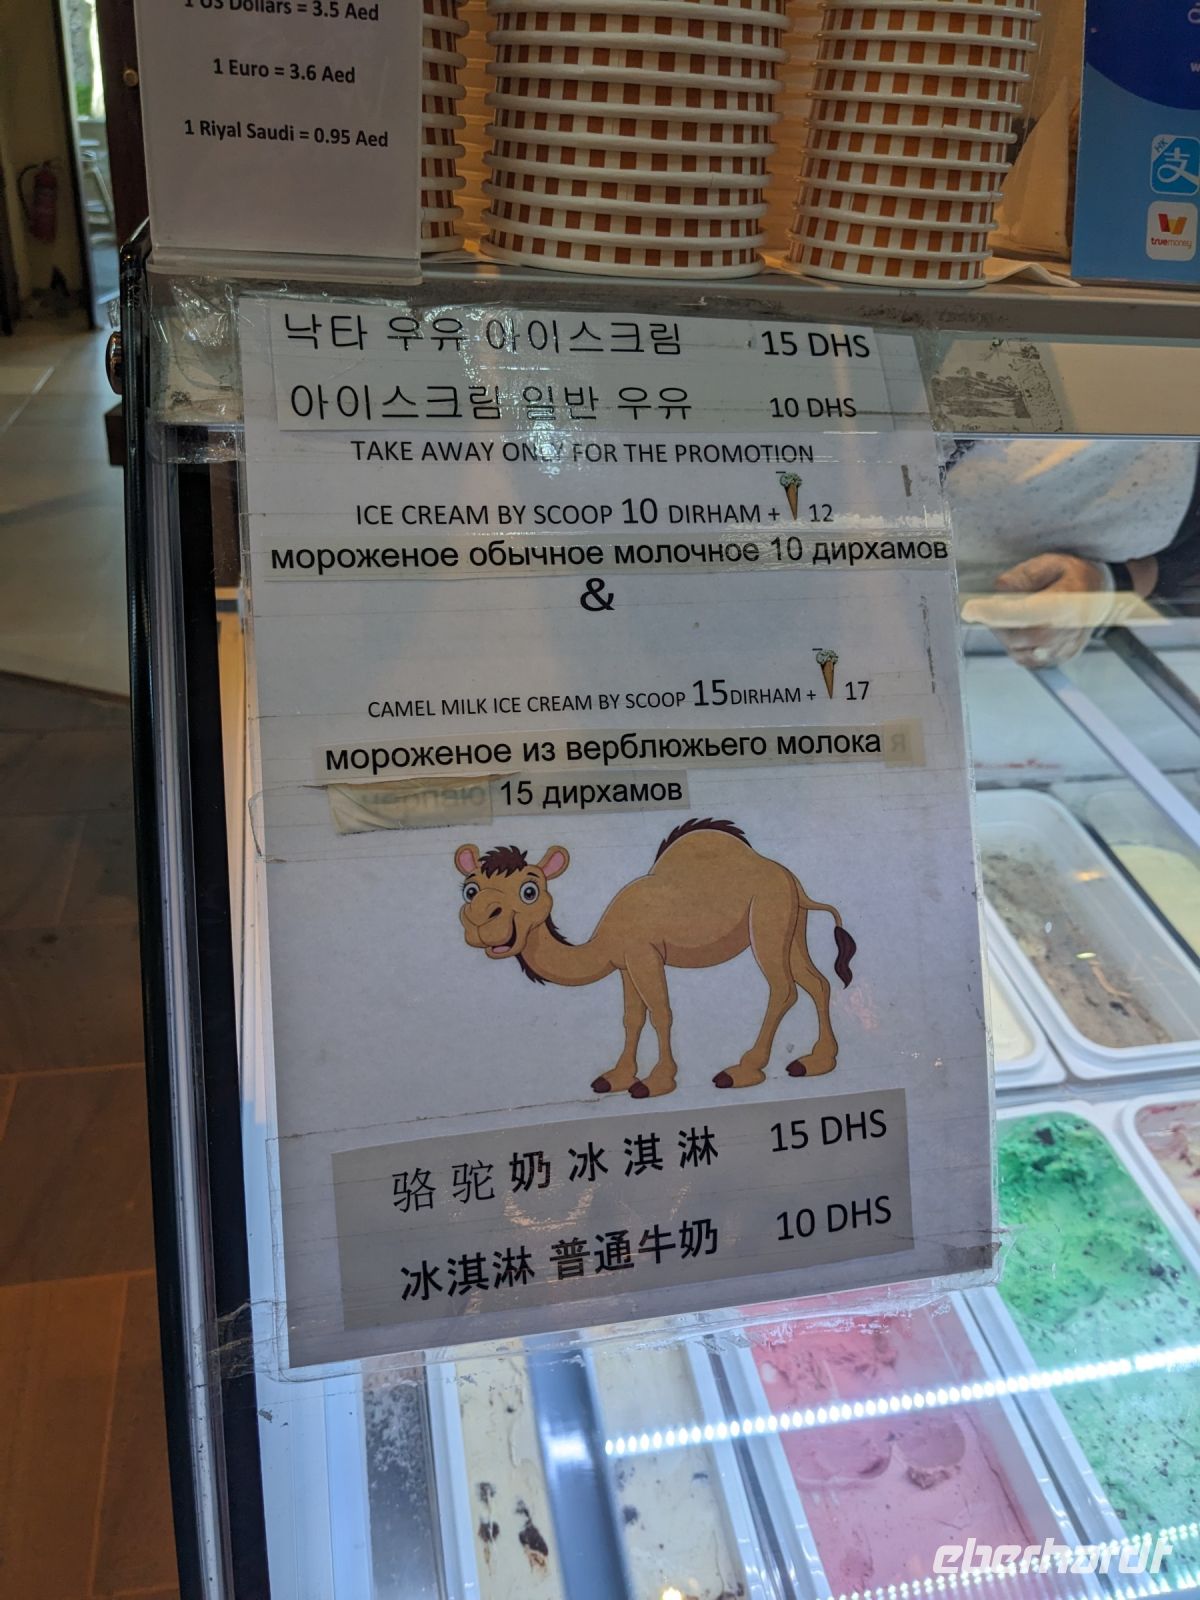 1 US Dollars = 3.5 Aed
1 Euro = 3.6 Aed
1 Riyal Saudi = 0.95 Aed
HK
支
truemoney
낙타 우유 아이스크림 15 DHS
아이스크람 일반 우유 10 DHS
TAKE AWAY ONLY FOR THE PROMOTION
ICE CREAM BY SCOOP 10 DIRHAM + 12
мороженое обычное молочное 10 дирхамов
&
CAMEL MILK ICE CREAM BY SCOOP 15DIRHAM + 17
мороженое из верблюжьего молока
15 дирхамов
骆驼奶冰淇淋 15 DHS
冰淇淋 普通牛奶 10 DHS
eberhardt